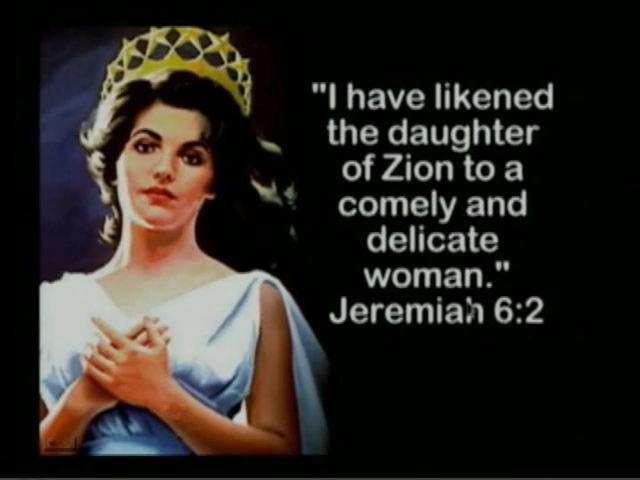 "I have likened
the daughter
of Zion to a
comely and
delicate
woman."
Jeremiah 6:2